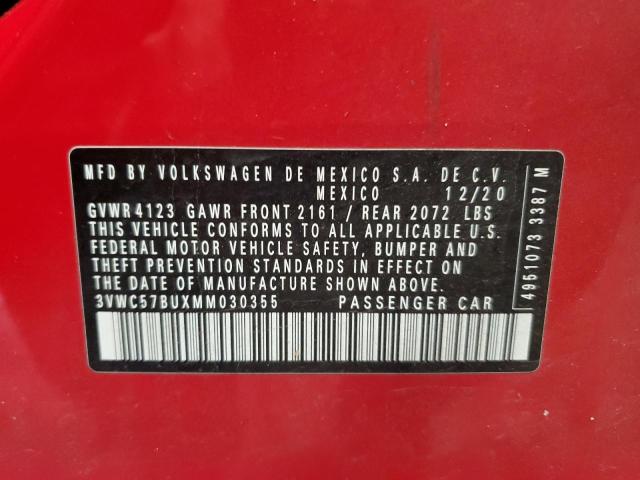 MFD BY VOLKSWAGEN DE MEXICO S.A. DE C.V.
MEXICO 12/20
GVWR 4123 GAWR FRONT 2161 / REAR 2072 LBS
THIS VEHICLE CONFORMS TO ALL APPLICABLE U.S.
FEDERAL MOTOR VEHICLE SAFETY, BUMPER AND
THEFT PREVENTION STANDARDS IN EFFECT ON
THE DATE OF MANUFACTURE SHOWN ABOVE.
3VWC57BUXMM030355 PASSENGER CAR
4951073 3387 M